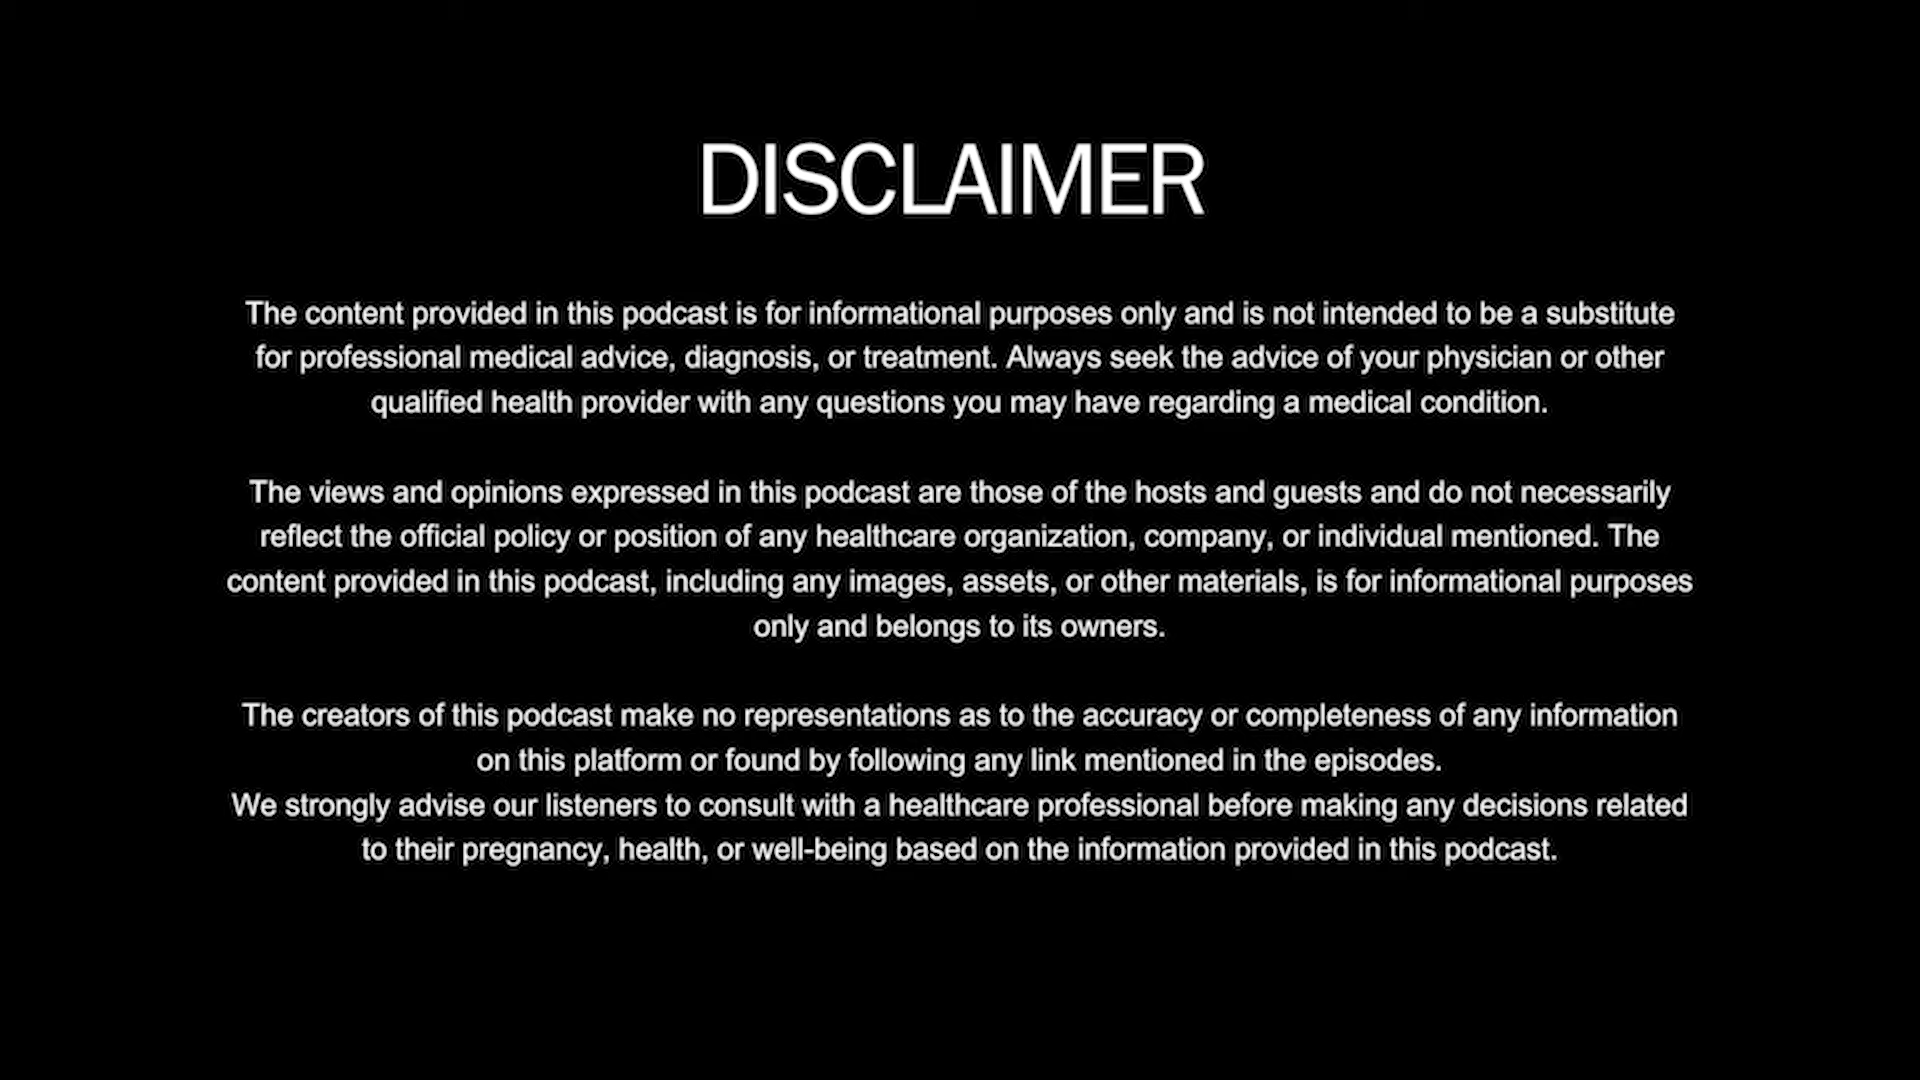 DISCLAIMER
The content provided in this podcast is for informational purposes only and is not intended to be a substitute
for professional medical advice, diagnosis, or treatment. Always seek the advice of your physician or other
qualified health provider with any questions you may have regarding a medical condition.
The views and opinions expressed in this podcast are those of the hosts and guests and do not necessarily
reflect the official policy or position of any healthcare organization, company, or individual mentioned. The
content provided in this podcast, including any images, assets, or other materials, is for informational purposes
only and belongs to its owners.
The creators of this podcast make no representations as to the accuracy or completeness of any information
on this platform or found by following any link mentioned in the episodes.
We strongly advise our listeners to consult with a healthcare professional before making any decisions related
to their pregnancy, health, or well-being based on the information provided in this podcast.